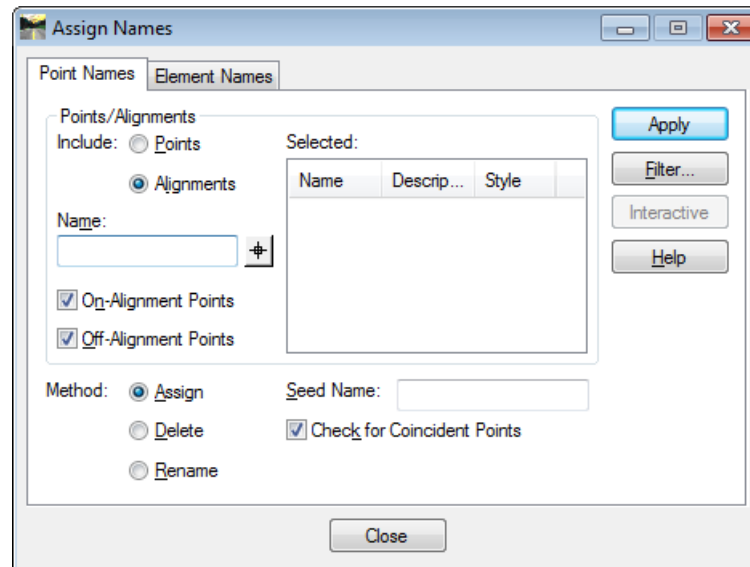 Assign Names
Point Names Element Names
Points/Alignments
Include: Points
Alignments
Name:
On-Alignment Points
Off-Alignment Points
Selected:
Name Descrip... Style
Apply
Filter...
Interactive
Help
Method: Assign
Delete
Rename
Seed Name:
Check for Coincident Points
Close